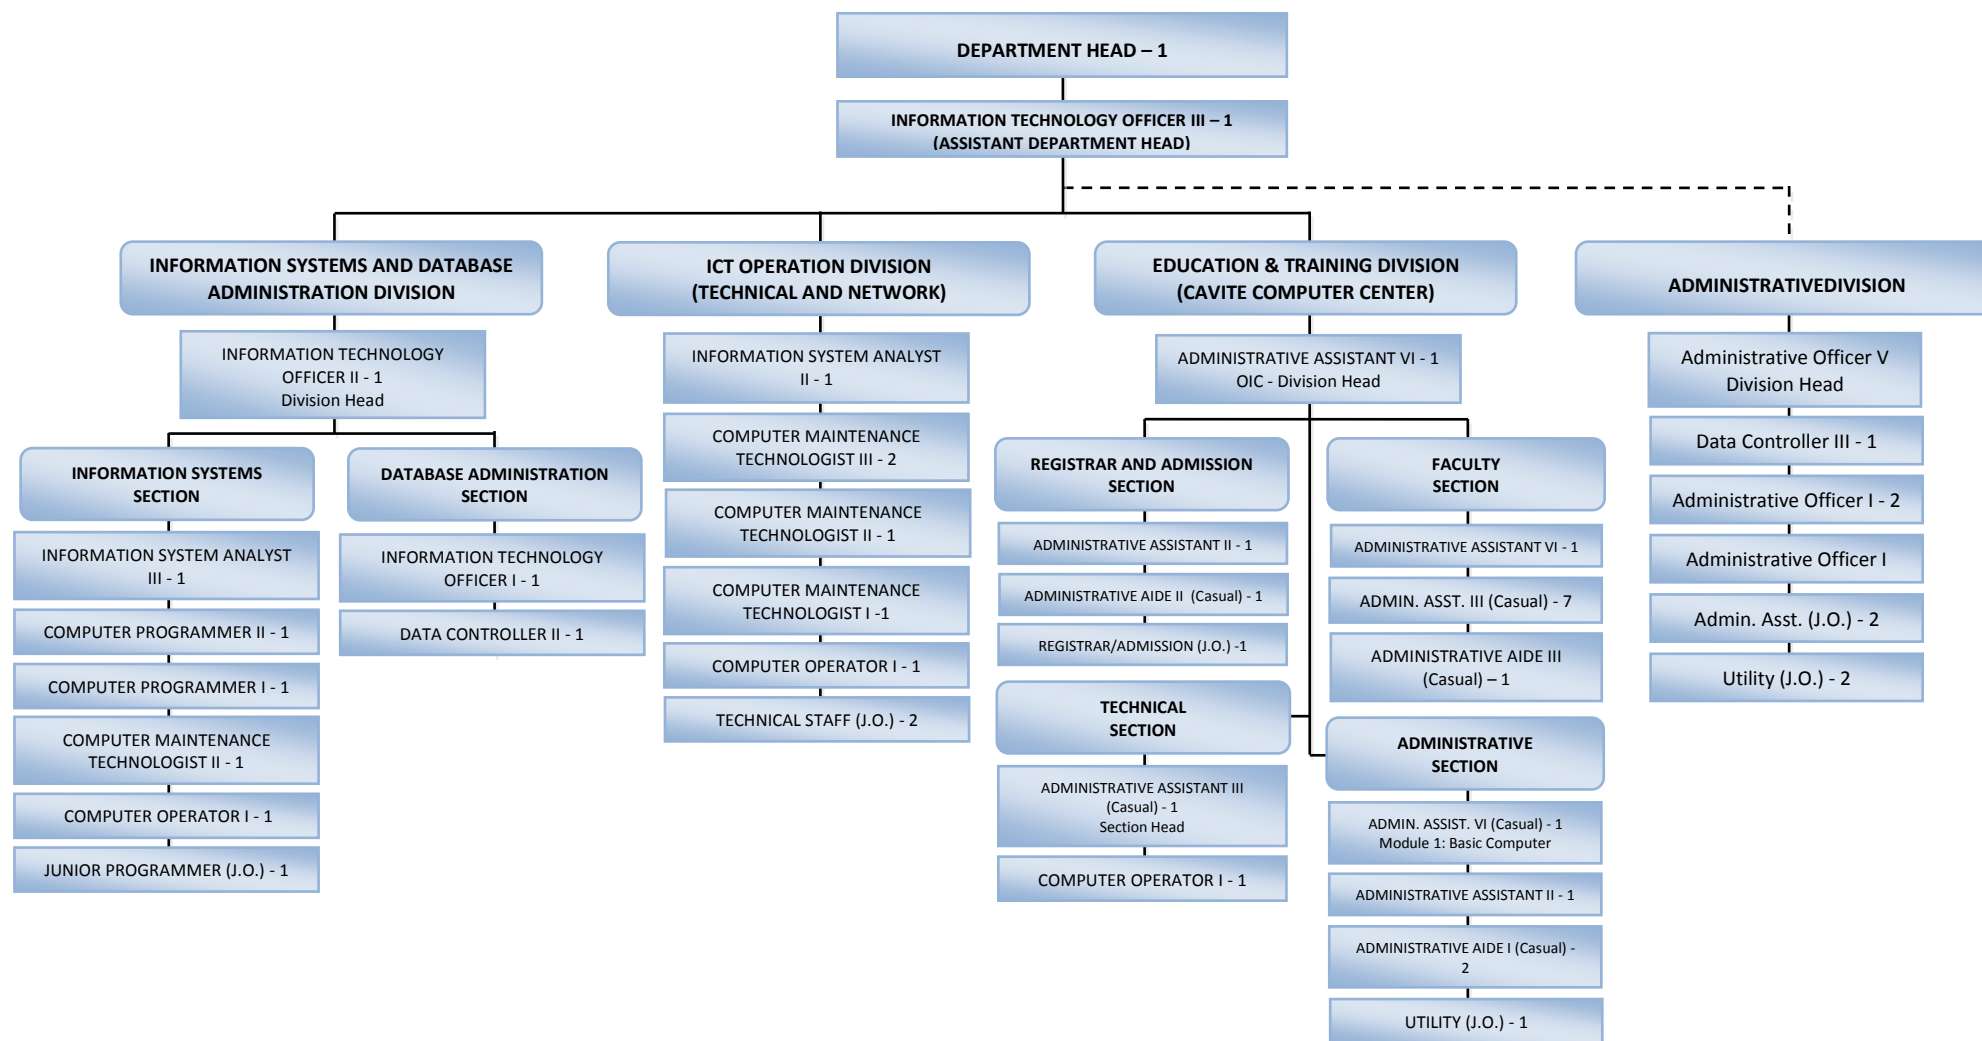 DEPARTMENT HEAD – 1
INFORMATION TECHNOLOGY OFFICER III – 1
(ASSISTANT DEPARTMENT HEAD)
INFORMATION SYSTEMS AND DATABASE
ADMINISTRATION DIVISION
INFORMATION TECHNOLOGY
OFFICER II - 1
Division Head
INFORMATION SYSTEMS
SECTION
INFORMATION SYSTEM ANALYST
III - 1
COMPUTER PROGRAMMER II - 1
COMPUTER PROGRAMMER I - 1
COMPUTER MAINTENANCE
TECHNOLOGIST II - 1
COMPUTER OPERATOR I - 1
JUNIOR PROGRAMMER (J.O.) - 1
DATABASE ADMINISTRATION
SECTION
INFORMATION TECHNOLOGY
OFFICER I - 1
DATA CONTROLLER II - 1
ICT OPERATION DIVISION
(TECHNICAL AND NETWORK)
INFORMATION SYSTEM ANALYST
II - 1
COMPUTER MAINTENANCE
TECHNOLOGIST III - 2
COMPUTER MAINTENANCE
TECHNOLOGIST II - 1
COMPUTER MAINTENANCE
TECHNOLOGIST I -1
COMPUTER OPERATOR I - 1
TECHNICAL STAFF (J.O.) - 2
EDUCATION & TRAINING DIVISION
(CAVITE COMPUTER CENTER)
ADMINISTRATIVE ASSISTANT VI - 1
OIC - Division Head
REGISTRAR AND ADMISSION
SECTION
ADMINISTRATIVE ASSISTANT II - 1
ADMINISTRATIVE AIDE II (Casual) - 1
REGISTRAR/ADMISSION (J.O.) -1
TECHNICAL
SECTION
ADMINISTRATIVE ASSISTANT III
(Casual) - 1
Section Head
COMPUTER OPERATOR I - 1
FACULTY
SECTION
ADMINISTRATIVE ASSISTANT VI - 1
ADMIN. ASST. III (Casual) - 7
ADMINISTRATIVE AIDE III
(Casual) – 1
ADMINISTRATIVE
SECTION
ADMIN. ASSIST. VI (Casual) - 1
Module 1: Basic Computer
ADMINISTRATIVE ASSISTANT II - 1
ADMINISTRATIVE AIDE I (Casual) -
2
UTILITY (J.O.) - 1
ADMINISTRATIVEDIVISION
Administrative Officer V
Division Head
Data Controller III - 1
Administrative Officer I - 2
Administrative Officer I
Admin. Asst. (J.O.) - 2
Utility (J.O.) - 2